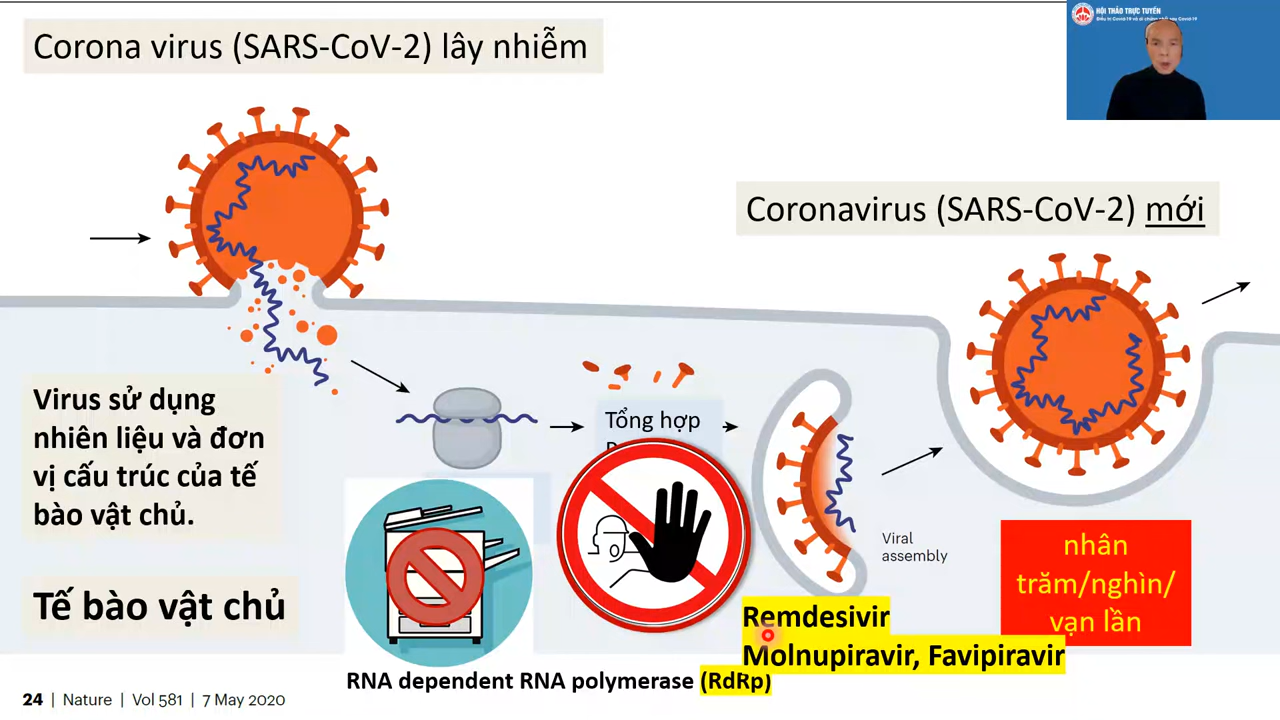 HỘI THẢO TRỰC TUYẾN
Corona virus (SARS-CoV-2) lây nhiễm
Coronavirus (SARS-CoV-2) mới
Virus sử dụng
nhiên liệu và đơn
vị cấu trúc của tế
bào vật chủ.
Tổng hợp
Viral
assembly
nhân
trăm/nghìn/
vạn lần
Tế bào vật chủ
Remdesivir
Molnupiravir, Favipiravir
RNA dependent RNA polymerase (RdRp)
24 | Nature | Vol 581 | 7 May 2020